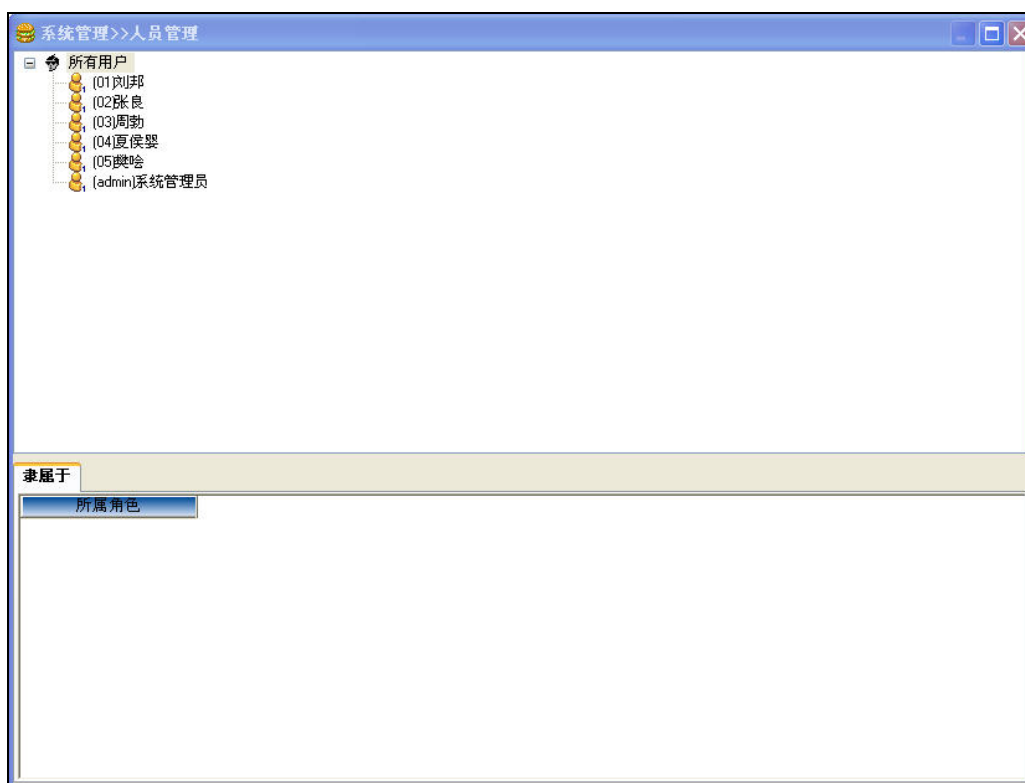 系统管理>>人员管理
所有用户
(01)刘邦
(02)张良
(03)周勃
(04)夏侯婴
(05)樊哙
(admin)系统管理员
隶属于
所属角色